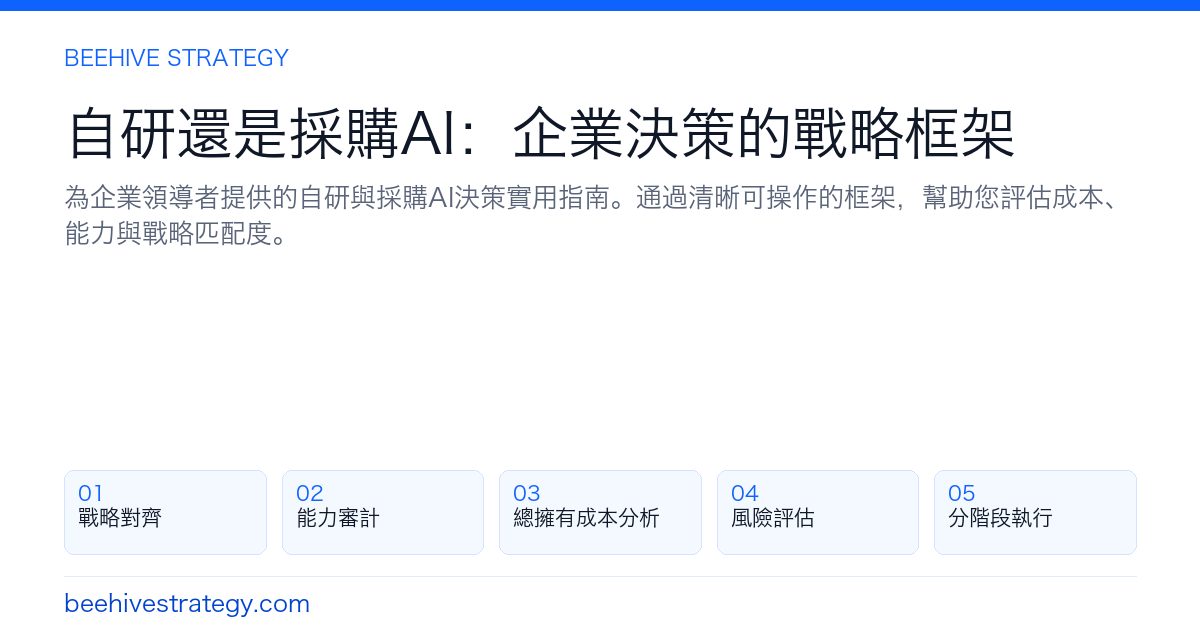 BEEHIVE STRATEGY
自研還是採購AI：企業決策的戰略框架
為企業領導者提供的自研與採購AI決策實用指南。通過清晰可操作的框架，幫助您評估成本、
能力與戰略匹配度。
01
戰略對齊
02
能力審計
03
總擁有成本分析
04
風險評估
05
分階段執行
beehivestrategy.com